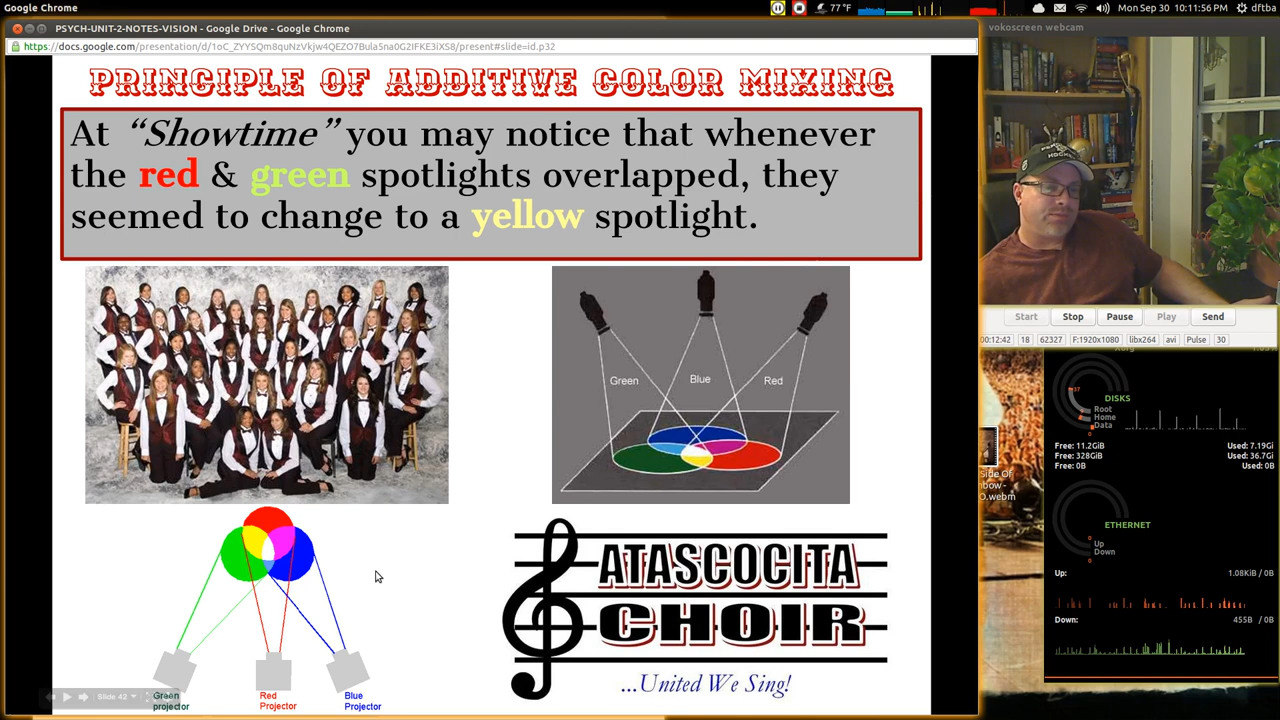 Google Chrome
77 °F
Mon Sep 30 10:11:56 PM
dftba
PSYCH-UNIT-2-NOTES-VISION - Google Drive - Google Chrome
https://docs.google.com/presentation/d/1oC_ZYYSQm8quNzVkjw4QEZO7Bula5na0G2IFKE3iXS8/present#slide=id.p32
vokoscreen webcam
PRINCIPLE OF ADDITIVE COLOR MIXING
At “Showtime” you may notice that whenever
the red & green spotlights overlapped, they
seemed to change to a yellow spotlight.
Green
Blue
Red
ATASCOCITA
CHOIR
...United We Sing!
Green
projector
Red
Projector
Blue
Projector
Slide 42
Start Stop Pause Play Send
00:12:42 18 62327 F:1920x1080 libx264 avi Pulse 30
DISKS
Root
Home
Data
Free: 11.2GiB Used: 7.19Gi
Free: 328GiB Used: 36.7Gi
Free: 0B Used: 0B
Side Of
nbow -
O.webm
ETHERNET
Up
Down
Up: 1.08KiB / 0B
Down: 455B / 0B